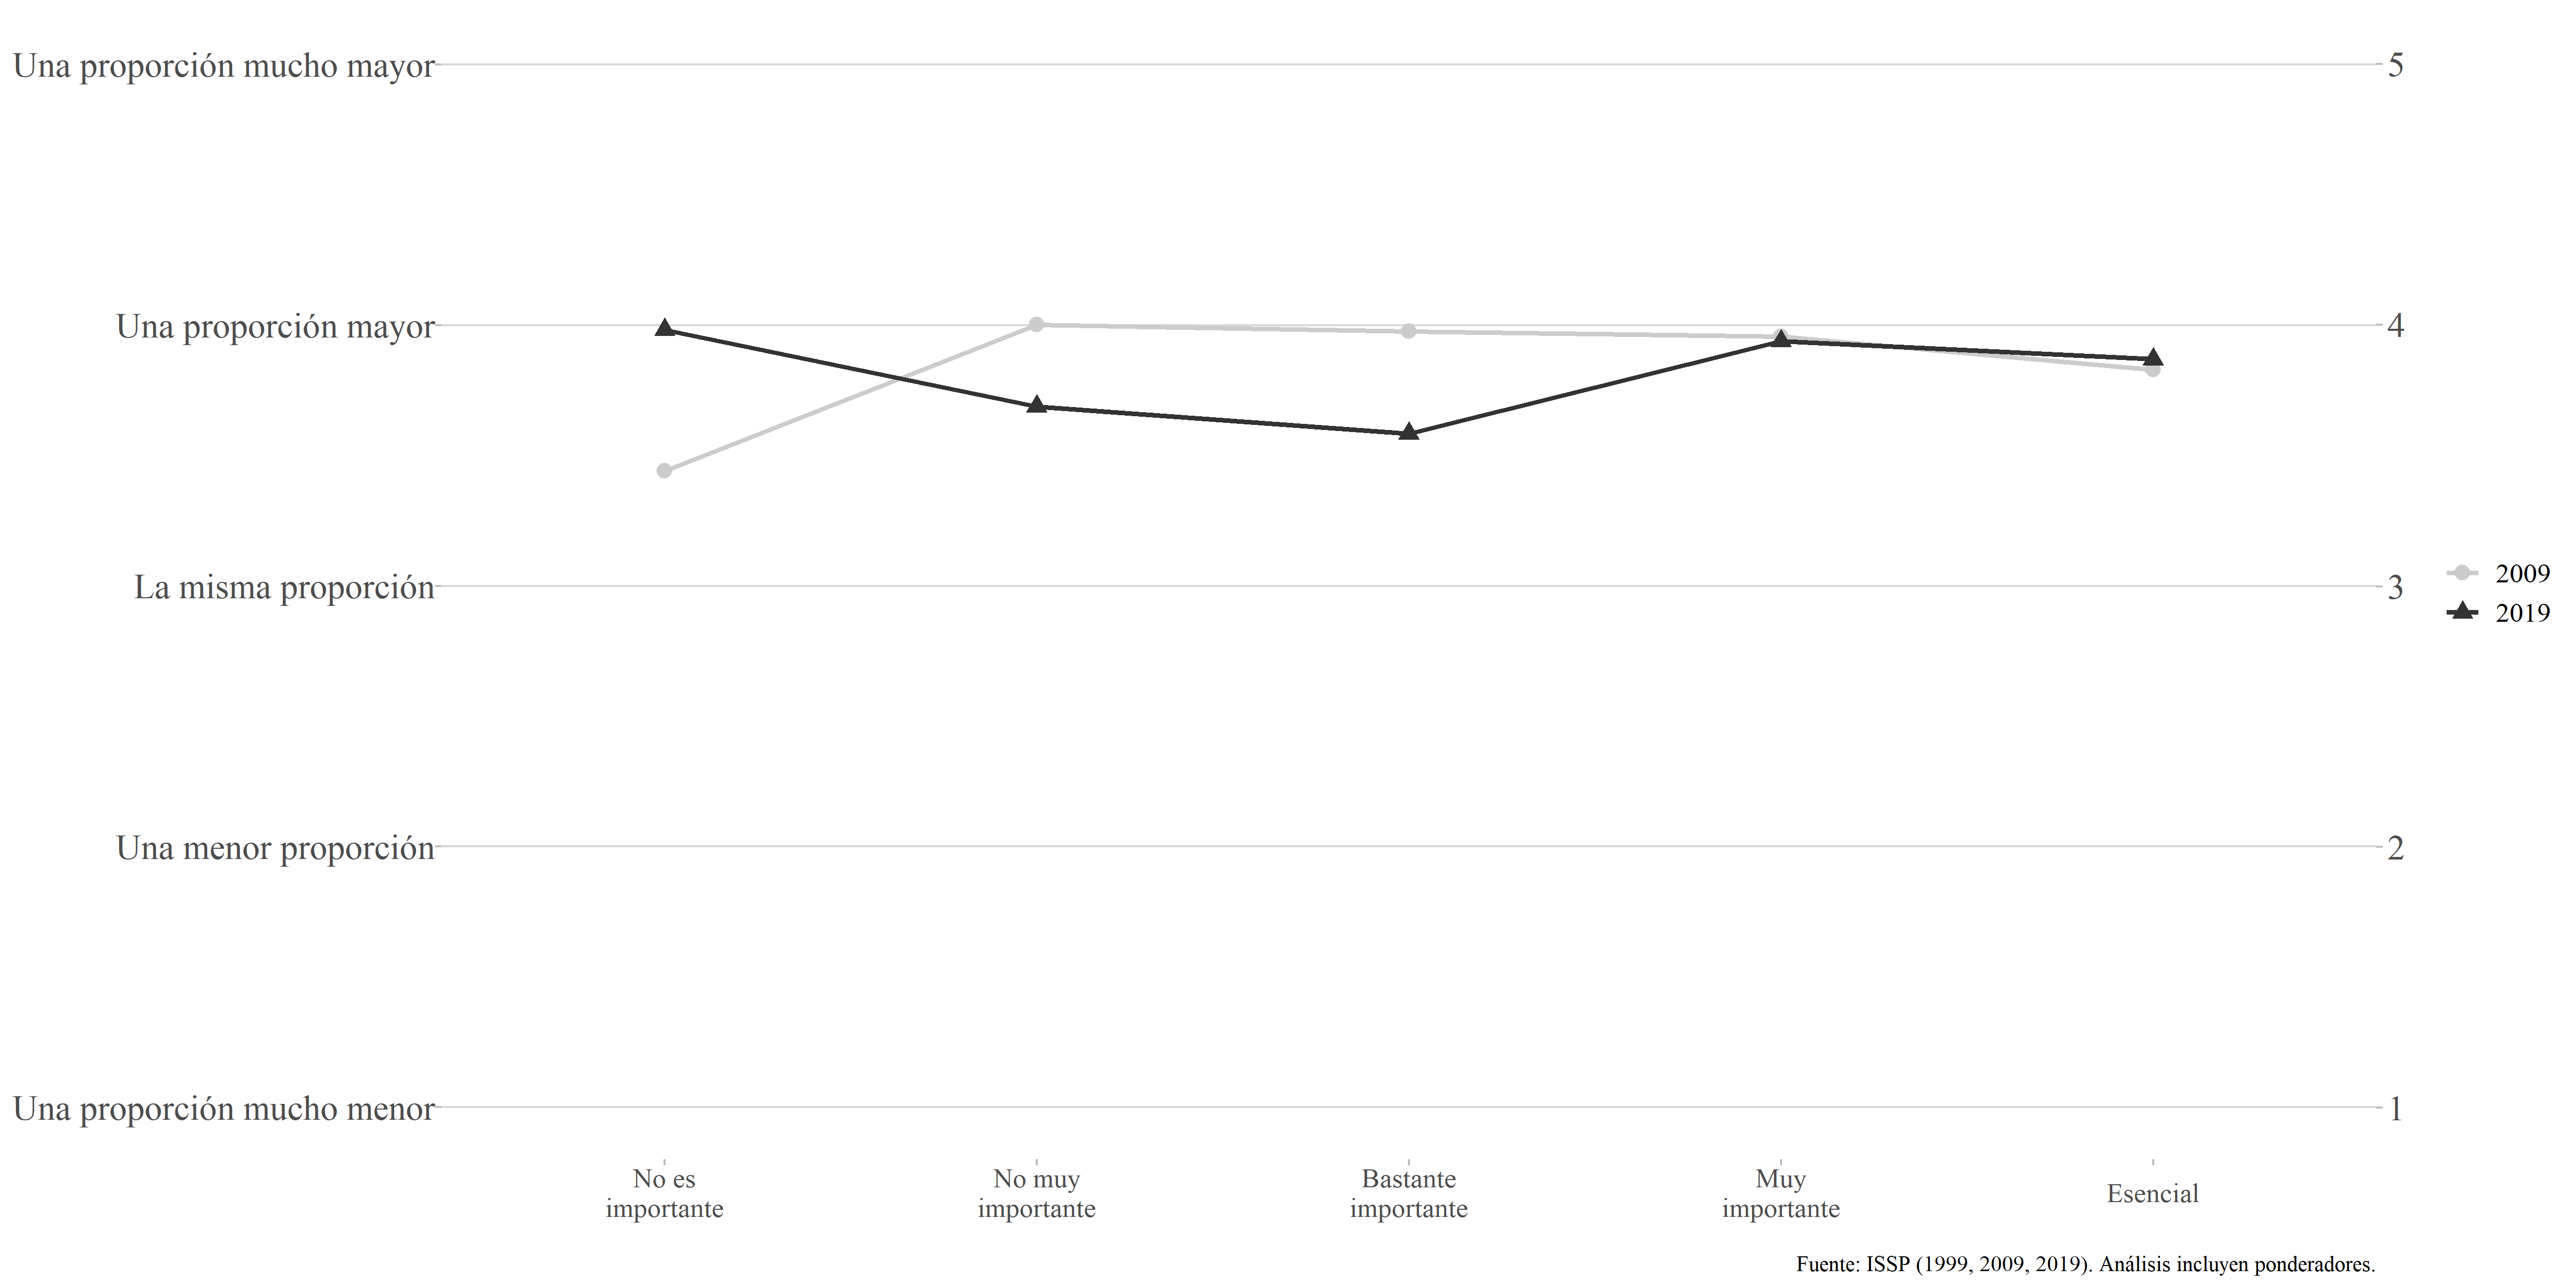 Una proporción mucho mayor
5
Una proporción mayor
4
La misma proporción
3
2009
2019
Una menor proporción
2
Una proporción mucho menor
1
No es
importante
No muy
importante
Bastante
importante
Muy
importante
Esencial
Fuente: ISSP (1999, 2009, 2019). Análisis incluyen ponderadores.